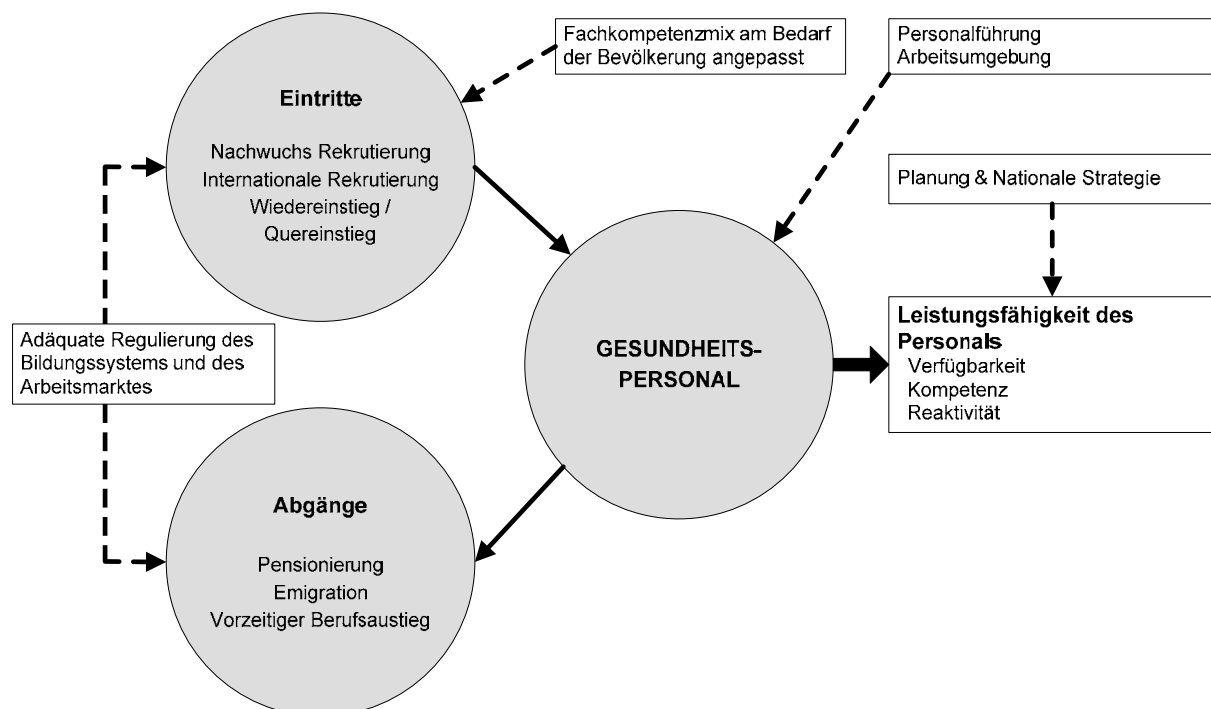 Fachkompetenzmix am Bedarf
der Bevölkerung angepasst
Personalführung
Arbeitsumgebung
Eintritte
Nachwuchs Rekrutierung
Internationale Rekrutierung
Wiedereinstieg /
Quereinstieg
Planung & Nationale Strategie
Adäquate Regulierung des
Bildungssystems und des
Arbeitsmarktes
GESUNDHEITS-
PERSONAL
Leistungsfähigkeit des
Personals
Verfügbarkeit
Kompetenz
Reaktivität
Abgänge
Pensionierung
Emigration
Vorzeitiger Berufsaustieg